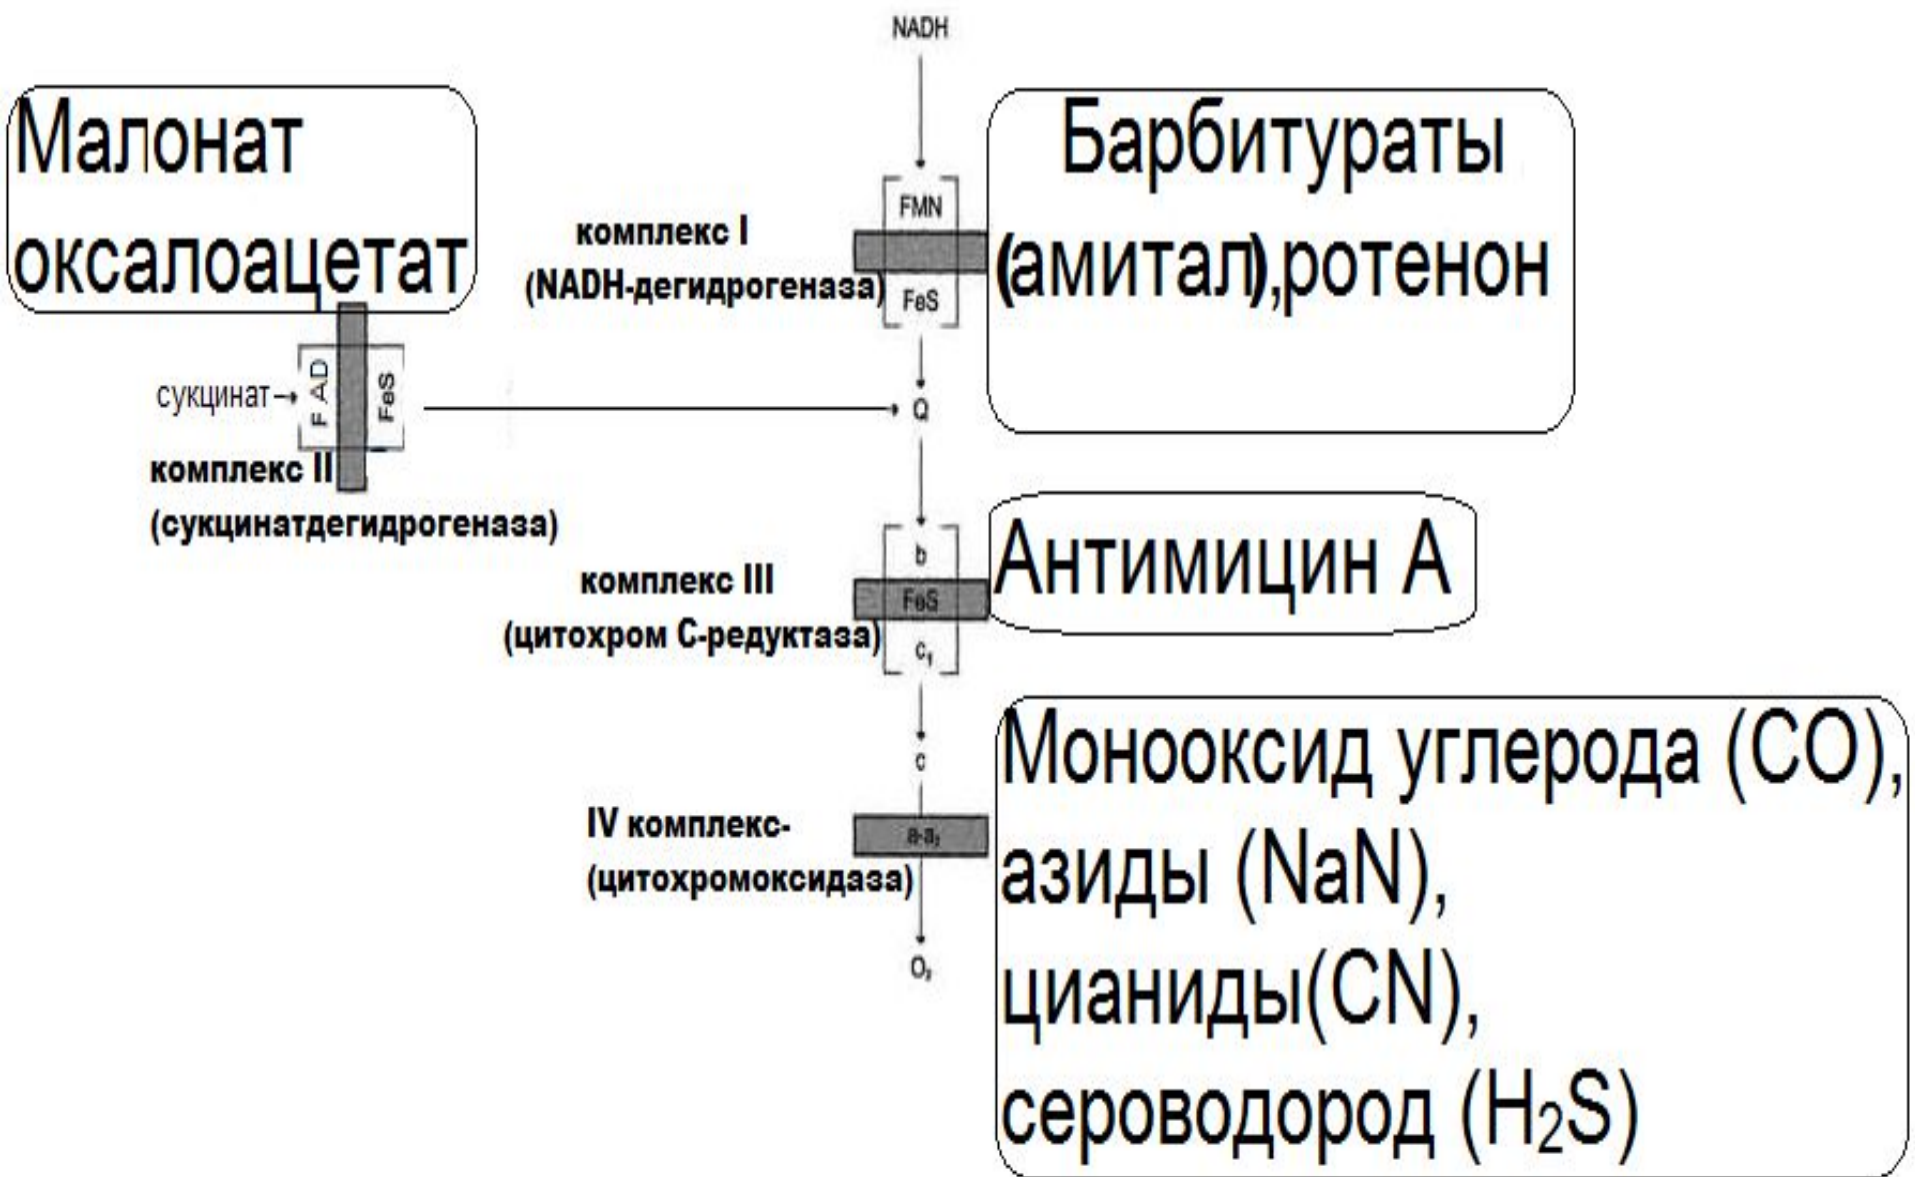 NADH
Малонат
оксалоацетат
Барбитураты
(амитал),ротенон
FMN
комплекс I
(NADH-дегидрогеназа)
FeS
сукцинат
FAD
FeS
Q
комплекс II
(сукцинатдегидрогеназа)
Антимицин А
b
комплекс III
FeS
(цитохром С-редуктаза)
c₁
c
Монооксид углерода (СО),
азиды (NaN),
цианиды(CN),
сероводород (H₂S)
IV комплекс-
(цитохромоксидаза)
a-a₃
O₂